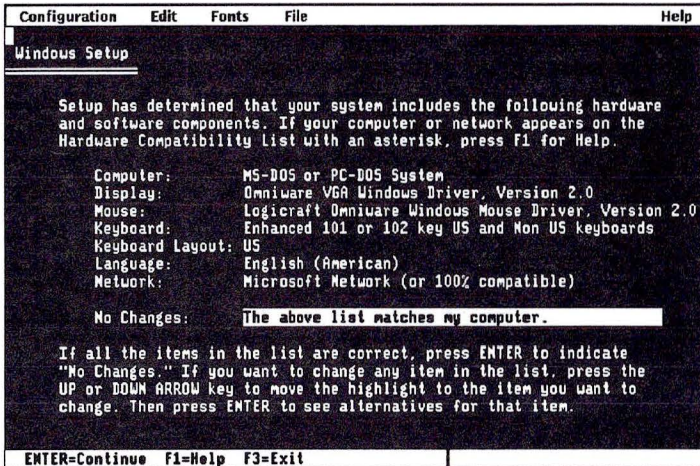 Configuration Edit Fonts File Help
Windows Setup
Setup has determined that your system includes the following hardware
and software components. If your computer or network appears on the
Hardware Compatibility List with an asterisk, press F1 for Help.
Computer: MS-DOS or PC-DOS System
Display: Omniware VGA Windows Driver, Version 2.0
Mouse: Logicraft Omniware Windows Mouse Driver, Version 2.0
Keyboard: Enhanced 101 or 102 key US and Non US keyboards
Keyboard Layout: US
Language: English (American)
Network: Microsoft Network (or 100% compatible)
No Changes: The above list matches my computer.
If all the items in the list are correct, press ENTER to indicate
"No Changes." If you want to change any item in the list, press the
UP or DOWN ARROW key to move the highlight to the item you want to
change. Then press ENTER to see alternatives for that item.
ENTER=Continue F1=Help F3=Exit